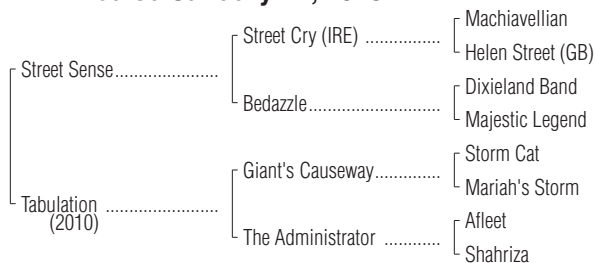 Machiavellian
Street Cry (IRE) ................
Helen Street (GB)
Street Sense......................
Dixieland Band
Bedazzle............................
Majestic Legend
Storm Cat
Giant's Causeway..............
Mariah's Storm
Tabulation ........................
(2010)
Afleet
The Administrator ............
Shahriza